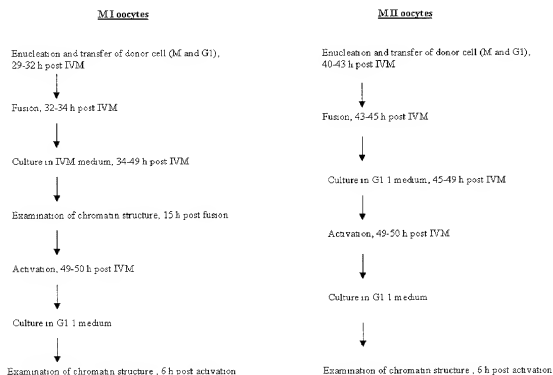 M I oocytes
Enucleation and transfer of donor cell (M and G1),
29-32 h post IVM
Fusion, 32-34 h post IVM
Culture in IVM medium, 34-49 h post IVM
Examination of chromatin structure, 15 h post fusion
Activation, 49-50 h post IVM
Culture in G1 1 medium
Examination of chromatin structure , 6 h post activation
M II oocytes
Enucleation and transfer of donor cell (M and G1),
40-43 h post IVM
Fusion, 43-45 h post IVM
Culture in G1 1 medium, 45-49 h post IVM
Activation, 49-50 h post IVM
Culture in G1 1 medium
Examination of chromatin structure , 6 h post activation